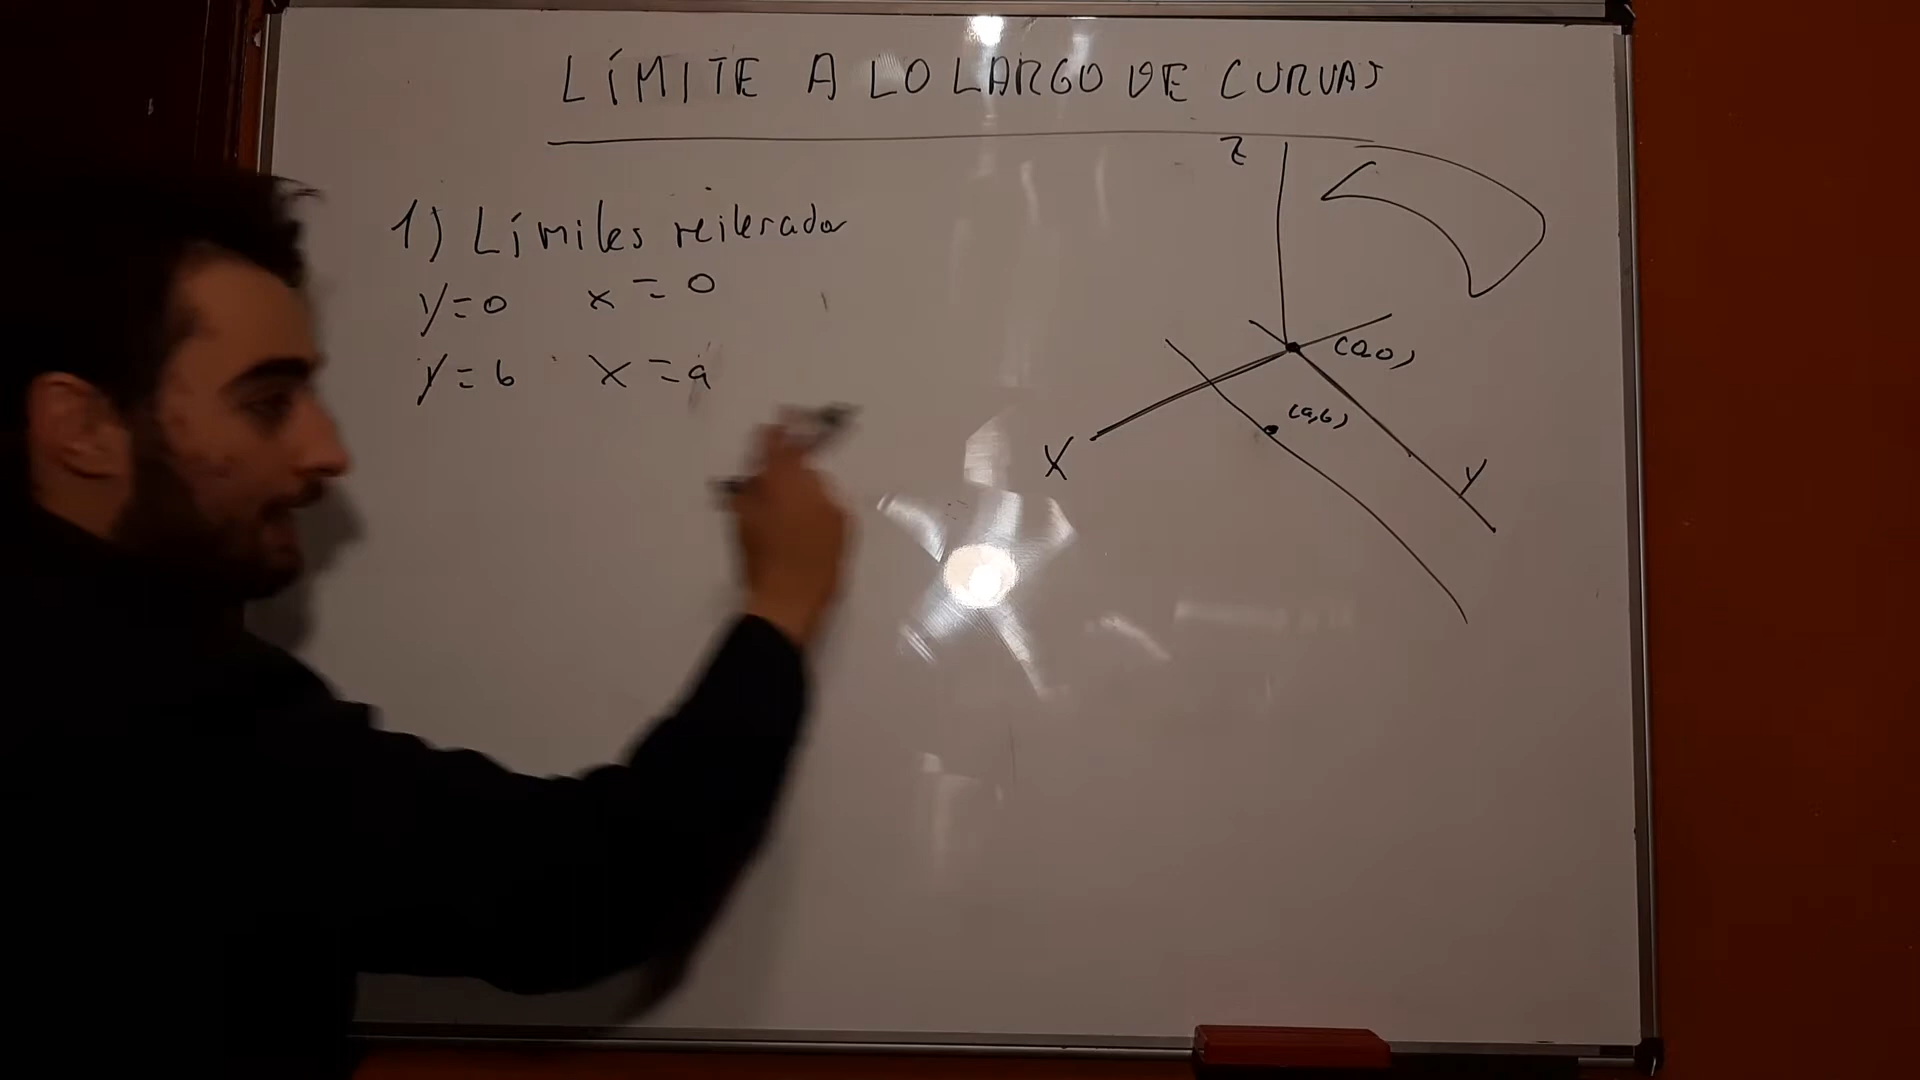 LÍMITE A LO LARGO DE CURVAS
1) Límites reiterados
y=0 x=0
y=b x=a
z
(0,0)
(a,b)
X
y